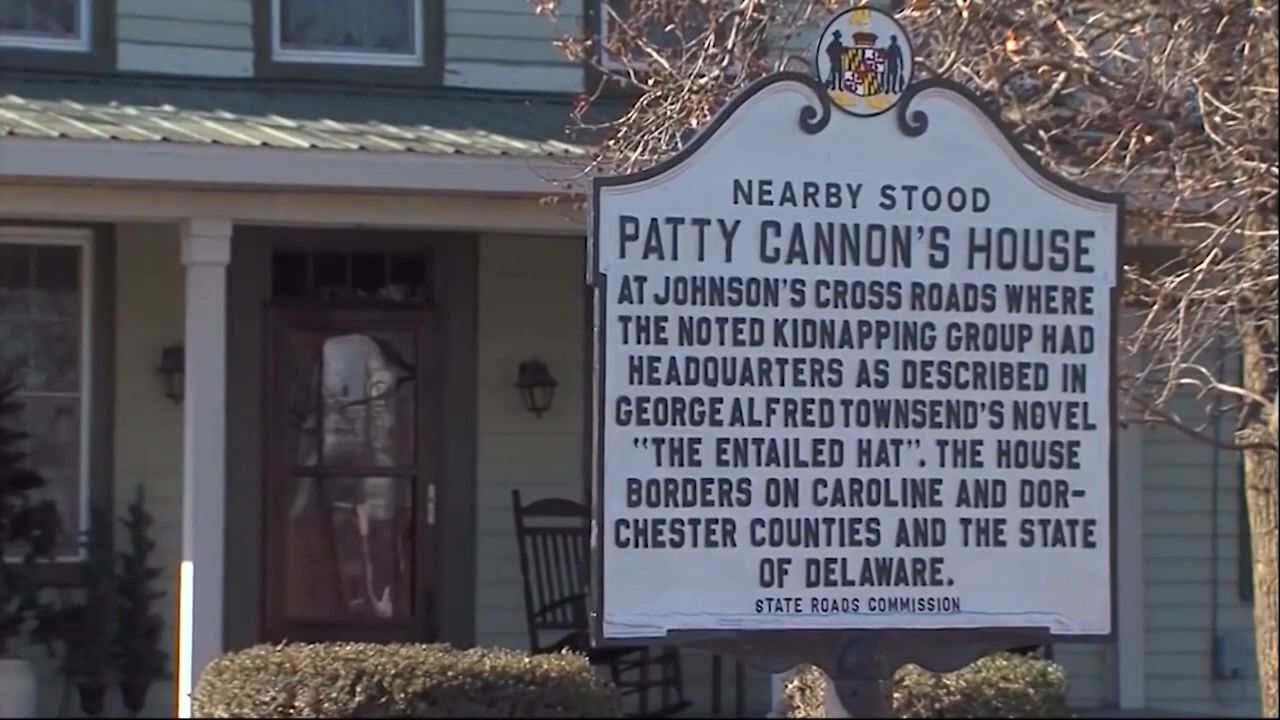 NEARBY STOOD
PATTY CANNON'S HOUSE
AT JOHNSON'S CROSS ROADS WHERE
THE NOTED KIDNAPPING GROUP HAD
HEADQUARTERS AS DESCRIBED IN
GEORGE ALFRED TOWNSEND'S NOVEL
"THE ENTAILED HAT". THE HOUSE
BORDERS ON CAROLINE AND DOR-
CHESTER COUNTIES AND THE STATE
OF DELAWARE.
STATE ROADS COMMISSION